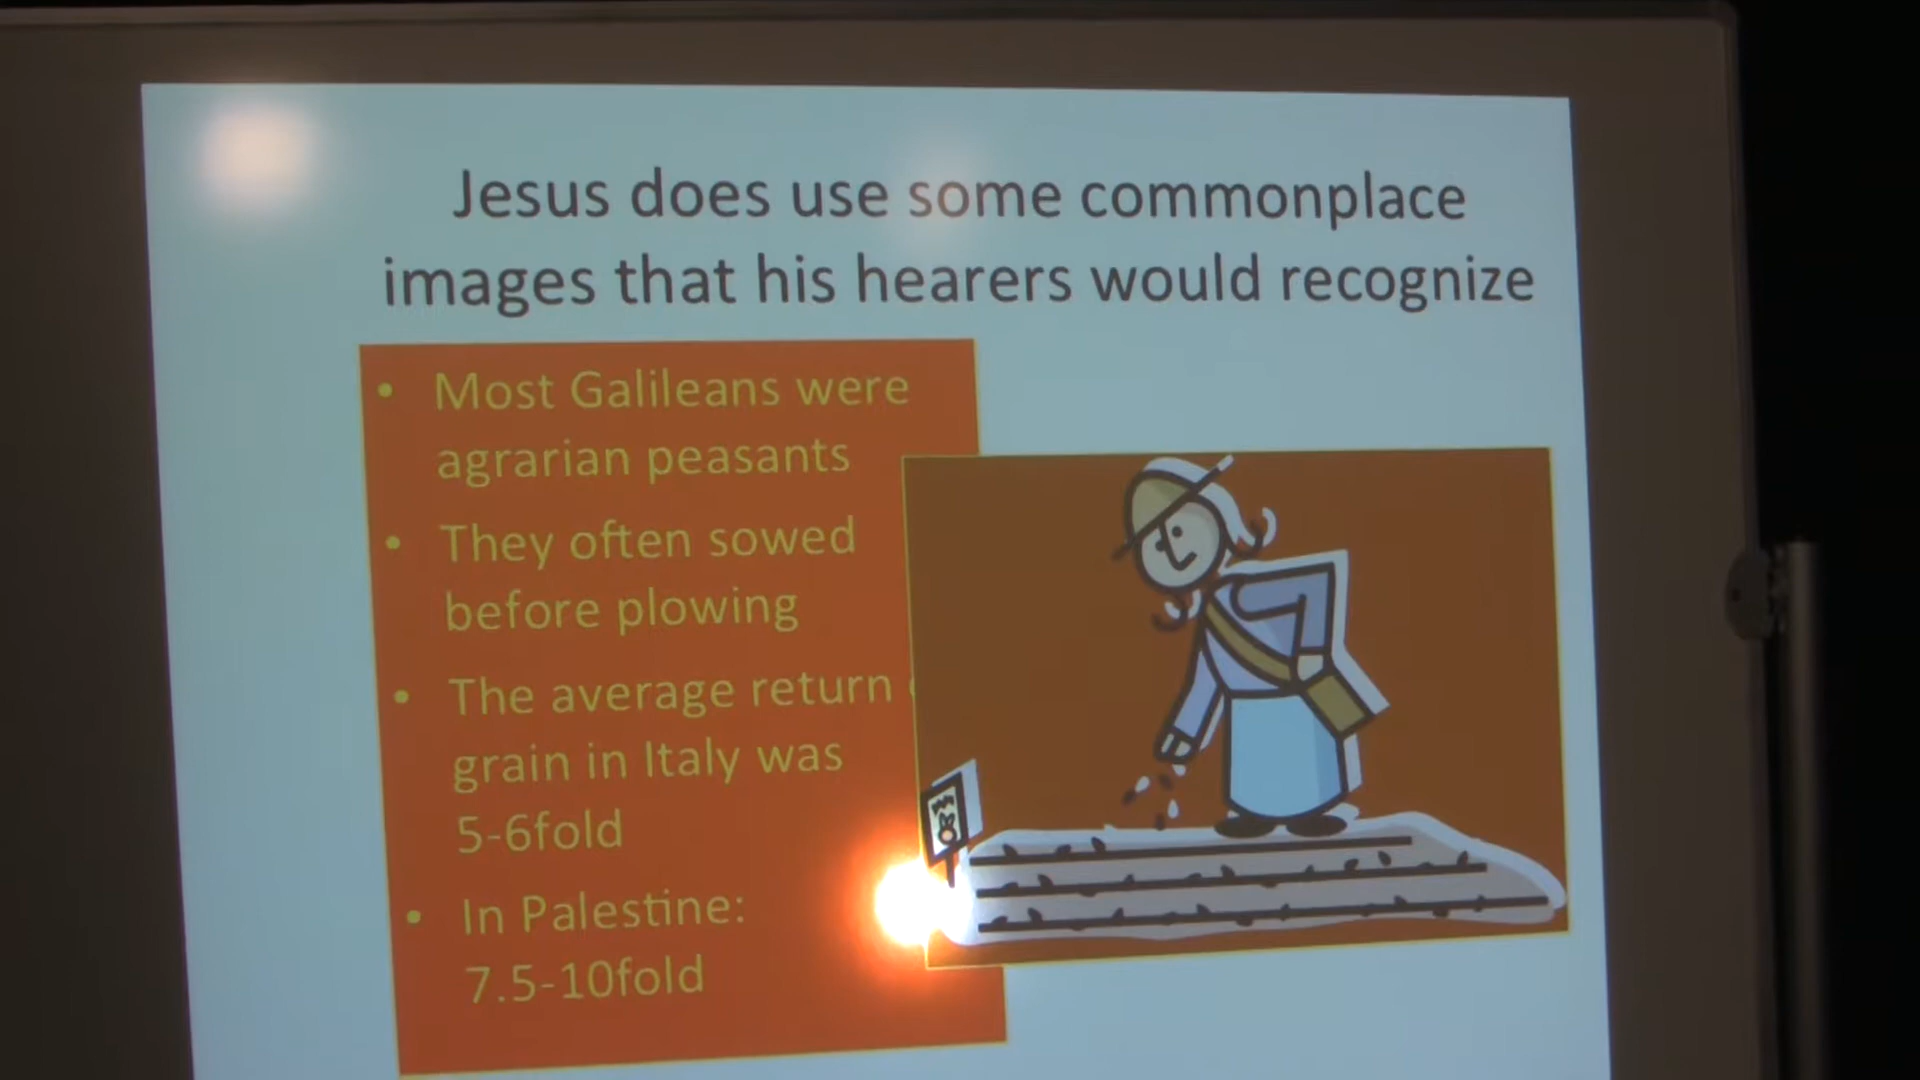 Jesus does use some commonplace
images that his hearers would recognize
• Most Galileans were
agrarian peasants
• They often sowed
before plowing
• The average return
grain in Italy was
5-6fold
• In Palestine:
7.5-10fold